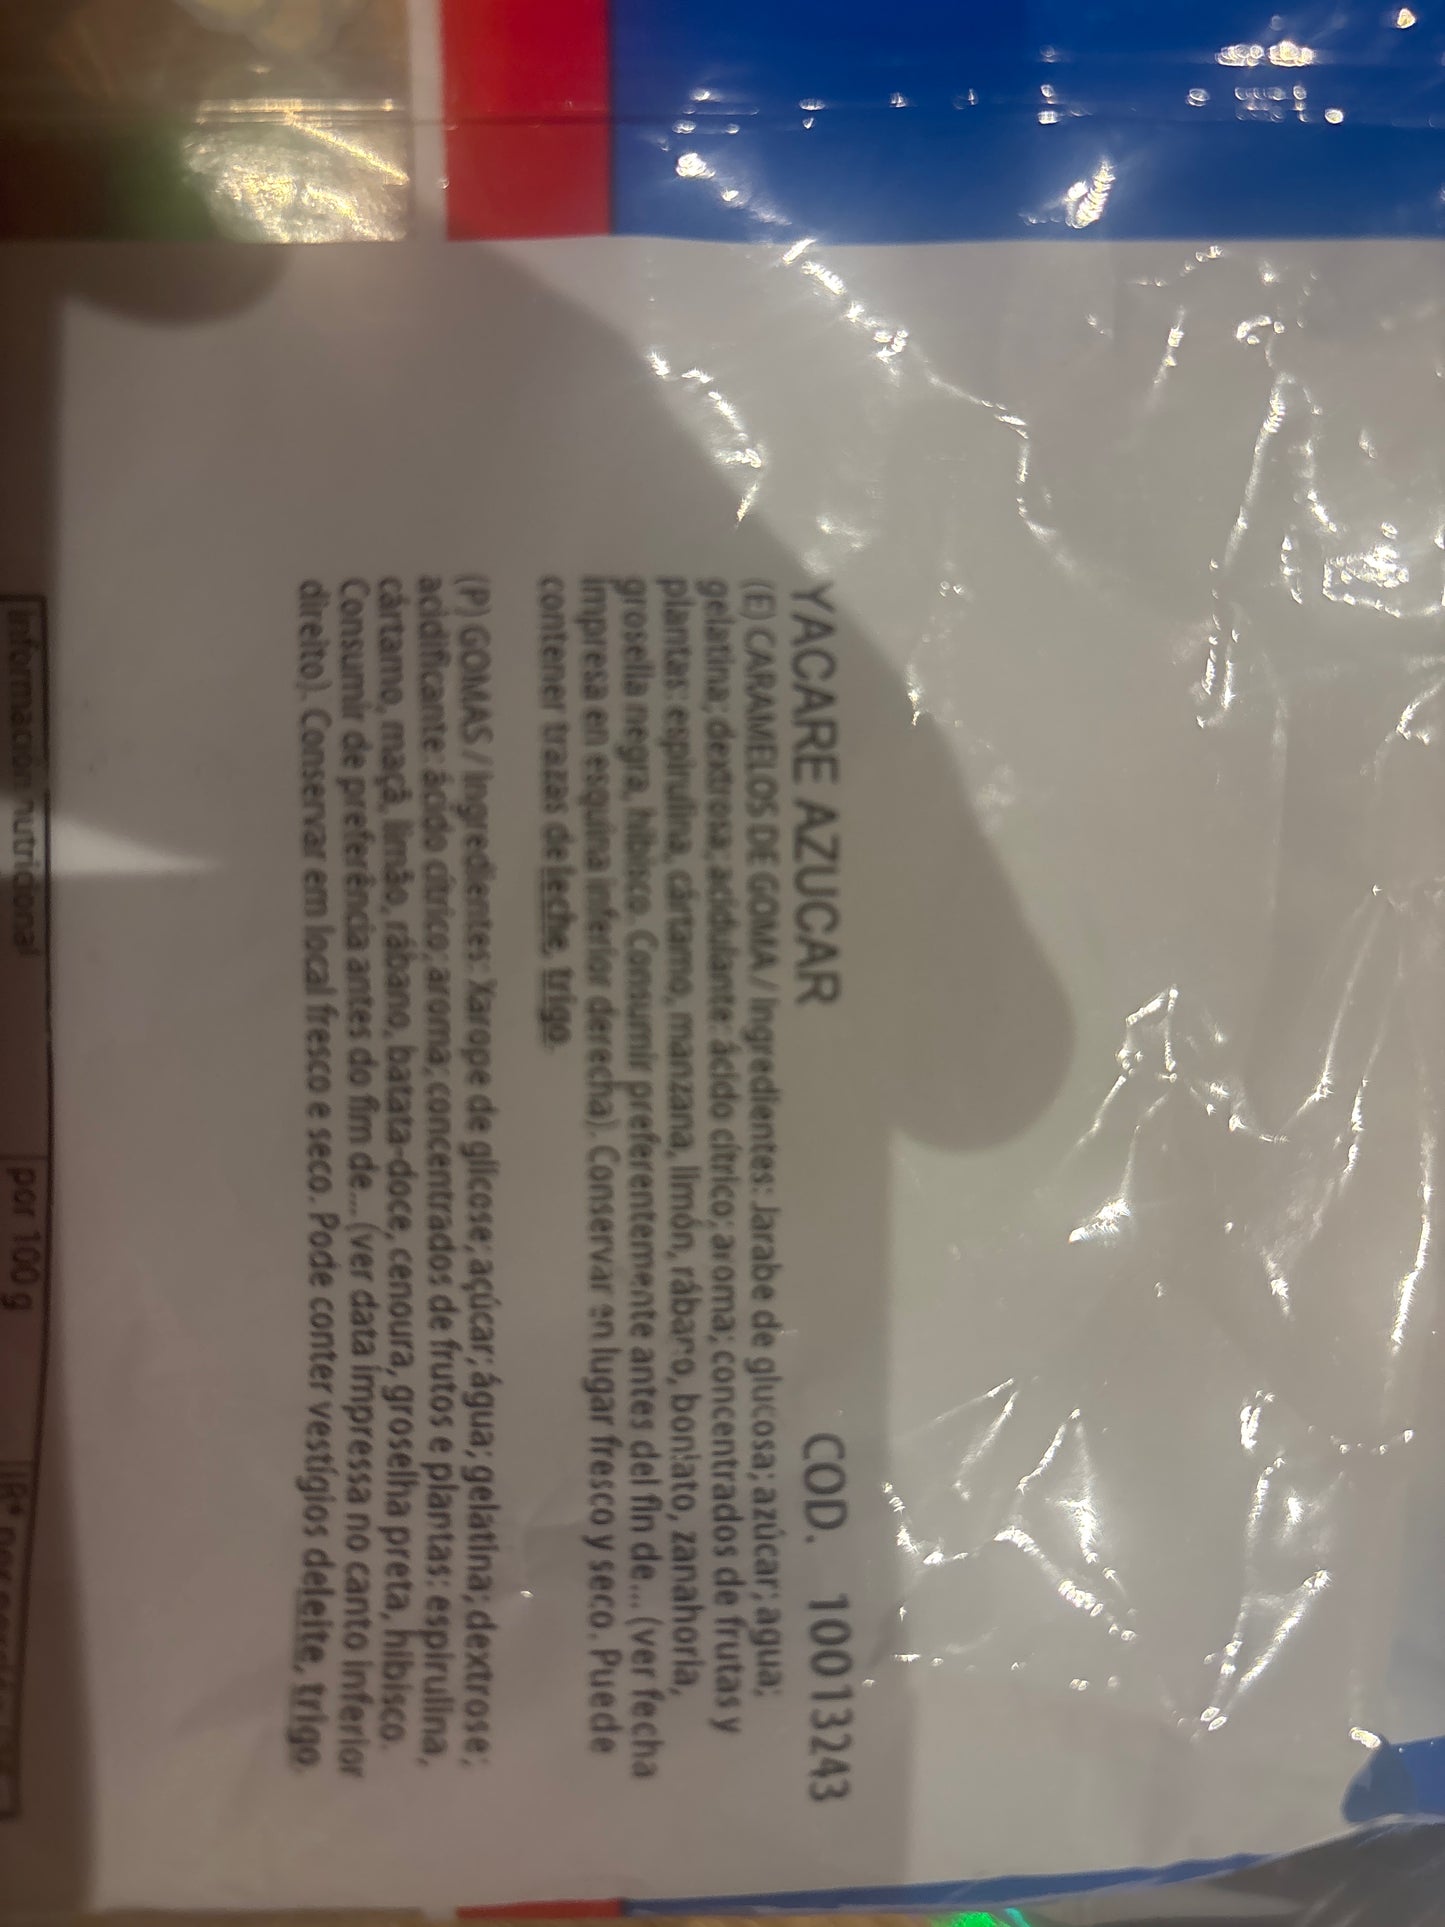 YACARE AZUCAR COD. 10013243
(E) CARAMELOS DE GOMA / Ingredientes: Jarabe de glucosa; azúcar; agua;
gelatina; dextrosa; acidulante: ácido cítrico; aroma; concentrados de frutas y
plantas: espirulina, cártamo, manzana, limón, rábano, boniato, zanahoria,
grosella negra, hibisco. Consumir preferentemente antes del fin de... (ver fecha
impresa en esquina inferior derecha). Conservar en lugar fresco y seco. Puede
contener trazas de leche, trigo.
(P) GOMAS / Ingredientes: Xarope de glicose; açúcar; água; gelatina; dextrose;
acidificante: ácido cítrico; aroma; concentrados de frutos e plantas: espirulina,
cártamo, maçã, limão, rábano, batata-doce, cenoura, groselha preta, hibisco.
Consumir de preferência antes do fim de... (ver data impressa no canto inferior
direito). Conservar em local fresco e seco. Pode conter vestígios de leite, trigo.
Información nutricional por 100 g